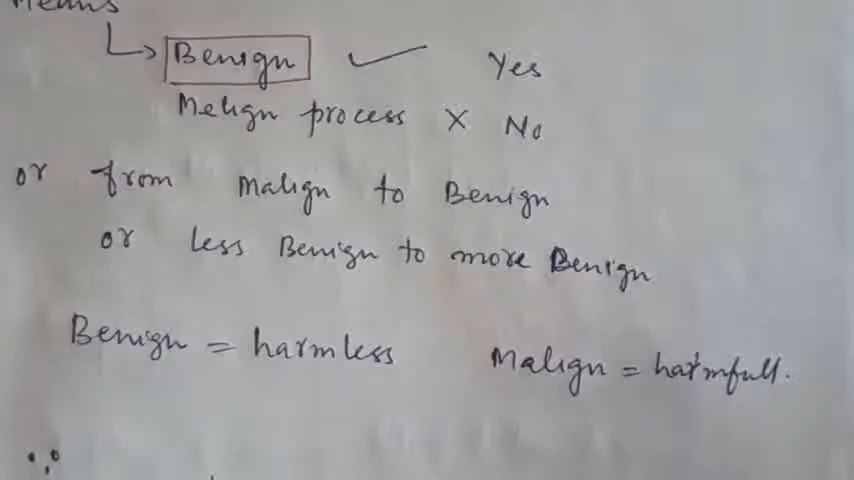 Means
↳ Benign ✓ Yes
Melign process X No
or from Malign to Benign
or less Benign to more Benign
Benign = harmless Malign = harmfull.
∵